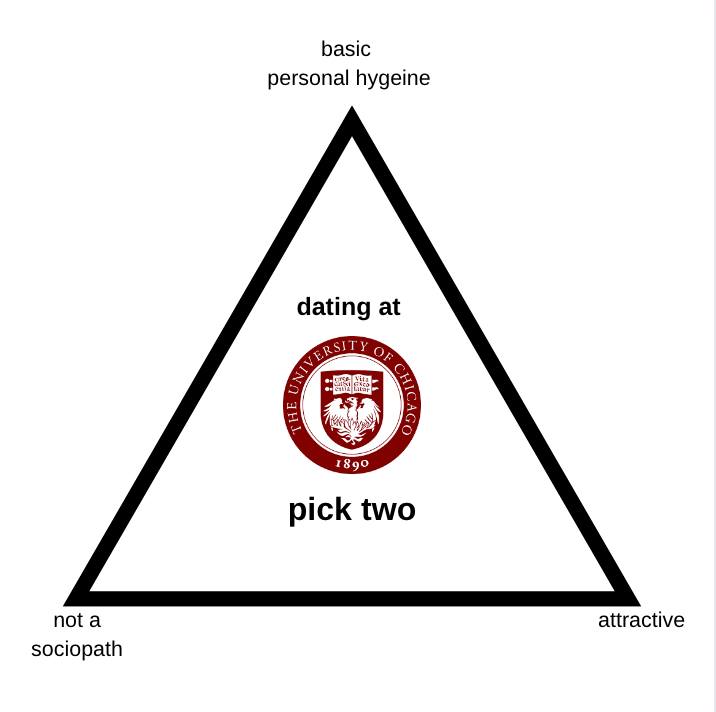 basic
personal hygeine
dating at
THE UNIVERSITY OF CHICAGO
1890
pick two
not a
sociopath
attractive